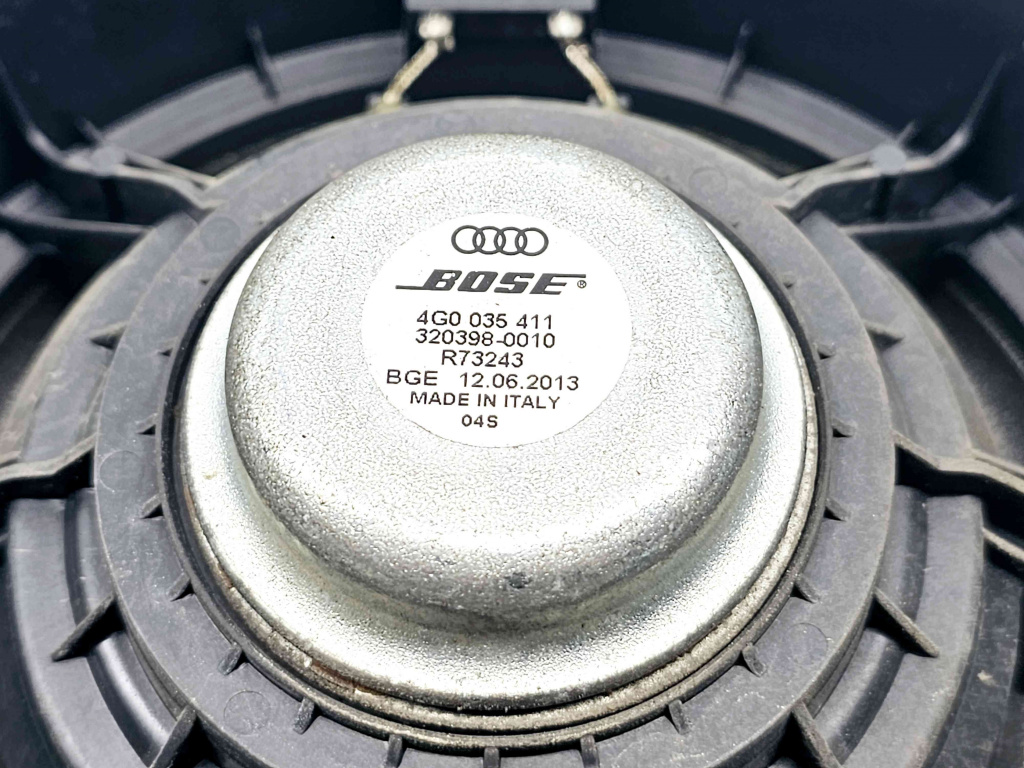 BOSE®
4G0 035 411
320398-0010
R73243
BGE 12.06.2013
MADE IN ITALY
04S